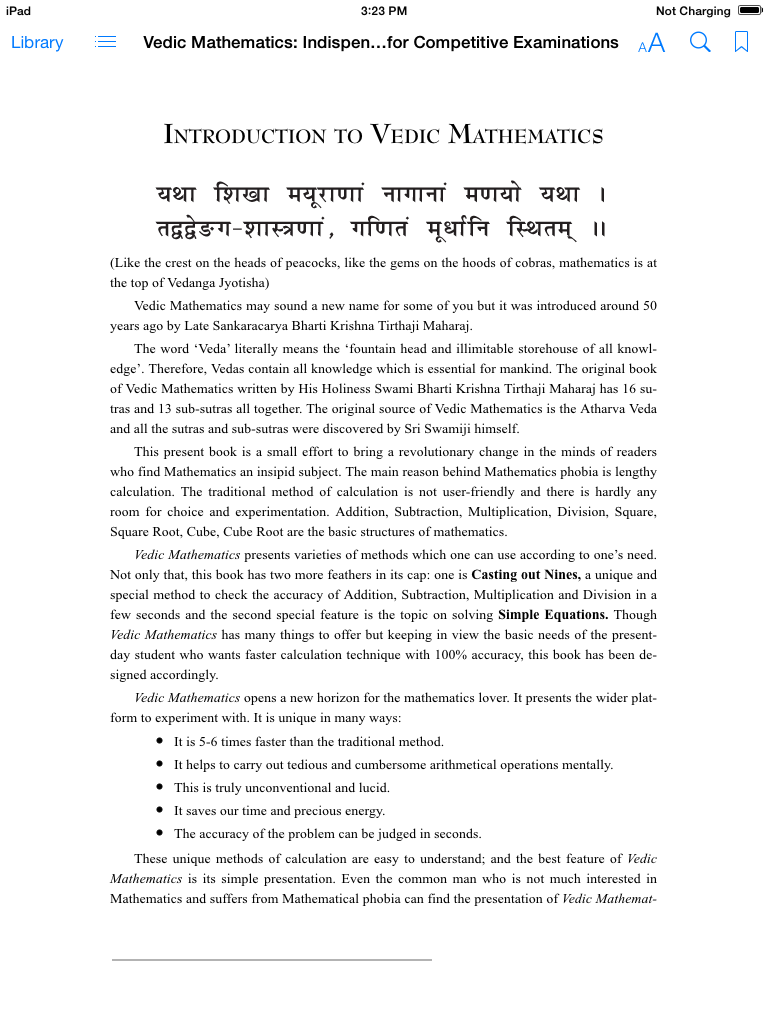 iPad 3:23 PM Not Charging
Library Vedic Mathematics: Indispen…for Competitive Examinations AA
INTRODUCTION TO VEDIC MATHEMATICS
यथा शिखा मयूराणां नागानां मणयो यथा ।
तद्वद्वेङग-शास्त्रणां, गणितं मूर्धानि स्थितम् ।।
(Like the crest on the heads of peacocks, like the gems on the hoods of cobras, mathematics is at
the top of Vedanga Jyotisha)
Vedic Mathematics may sound a new name for some of you but it was introduced around 50
years ago by Late Sankaracarya Bharti Krishna Tirthaji Maharaj.
The word ‘Veda’ literally means the ‘fountain head and illimitable storehouse of all knowl-
edge’. Therefore, Vedas contain all knowledge which is essential for mankind. The original book
of Vedic Mathematics written by His Holiness Swami Bharti Krishna Tirthaji Maharaj has 16 su-
tras and 13 sub-sutras all together. The original source of Vedic Mathematics is the Atharva Veda
and all the sutras and sub-sutras were discovered by Sri Swamiji himself.
This present book is a small effort to bring a revolutionary change in the minds of readers
who find Mathematics an insipid subject. The main reason behind Mathematics phobia is lengthy
calculation. The traditional method of calculation is not user-friendly and there is hardly any
room for choice and experimentation. Addition, Subtraction, Multiplication, Division, Square,
Square Root, Cube, Cube Root are the basic structures of mathematics.
Vedic Mathematics presents varieties of methods which one can use according to one’s need.
Not only that, this book has two more feathers in its cap: one is Casting out Nines, a unique and
special method to check the accuracy of Addition, Subtraction, Multiplication and Division in a
few seconds and the second special feature is the topic on solving Simple Equations. Though
Vedic Mathematics has many things to offer but keeping in view the basic needs of the present-
day student who wants faster calculation technique with 100% accuracy, this book has been de-
signed accordingly.
Vedic Mathematics opens a new horizon for the mathematics lover. It presents the wider plat-
form to experiment with. It is unique in many ways:
• It is 5-6 times faster than the traditional method.
• It helps to carry out tedious and cumbersome arithmetical operations mentally.
• This is truly unconventional and lucid.
• It saves our time and precious energy.
• The accuracy of the problem can be judged in seconds.
These unique methods of calculation are easy to understand; and the best feature of Vedic
Mathematics is its simple presentation. Even the common man who is not much interested in
Mathematics and suffers from Mathematical phobia can find the presentation of Vedic Mathemat-